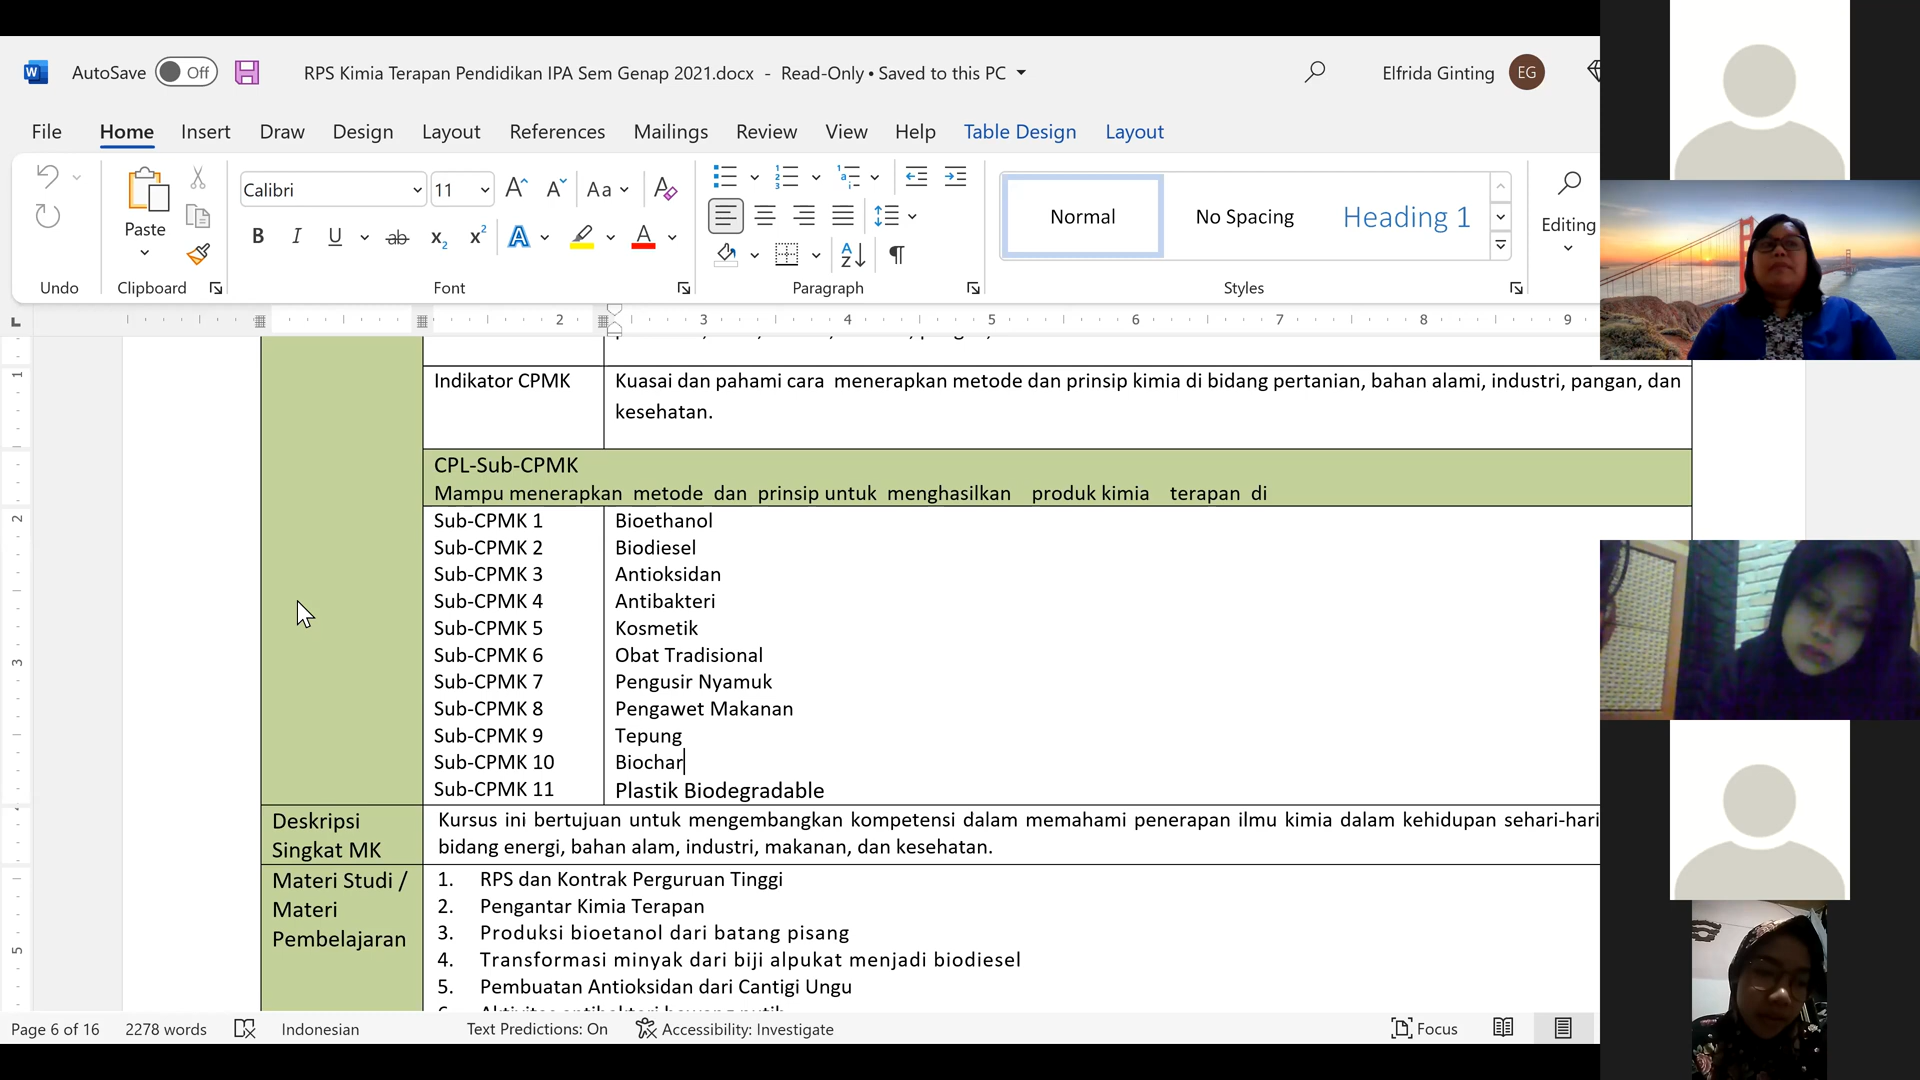 AutoSave Off RPS Kimia Terapan Pendidikan IPA Sem Genap 2021.docx - Read-Only • Saved to this PC Elfrida Ginting EG
File Home Insert Draw Design Layout References Mailings Review View Help Table Design Layout
Calibri 11
Paste
Normal No Spacing Heading 1
Editing
Undo Clipboard Font Paragraph Styles
2 3 4 5 6 7 8 9
Indikator CPMK Kuasai dan pahami cara menerapkan metode dan prinsip kimia di bidang pertanian, bahan alami, industri, pangan, dan
kesehatan.
CPL-Sub-CPMK
Mampu menerapkan metode dan prinsip untuk menghasilkan produk kimia terapan di
Sub-CPMK 1 Bioethanol
Sub-CPMK 2 Biodiesel
Sub-CPMK 3 Antioksidan
Sub-CPMK 4 Antibakteri
Sub-CPMK 5 Kosmetik
Sub-CPMK 6 Obat Tradisional
Sub-CPMK 7 Pengusir Nyamuk
Sub-CPMK 8 Pengawet Makanan
Sub-CPMK 9 Tepung
Sub-CPMK 10 Biochar
Sub-CPMK 11 Plastik Biodegradable
Deskripsi
Singkat MK
Kursus ini bertujuan untuk mengembangkan kompetensi dalam memahami penerapan ilmu kimia dalam kehidupan sehari-hari
bidang energi, bahan alam, industri, makanan, dan kesehatan.
Materi Studi /
Materi
Pembelajaran
1. RPS dan Kontrak Perguruan Tinggi
2. Pengantar Kimia Terapan
3. Produksi bioetanol dari batang pisang
4. Transformasi minyak dari biji alpukat menjadi biodiesel
5. Pembuatan Antioksidan dari Cantigi Ungu
Page 6 of 16 2278 words Indonesian Text Predictions: On Accessibility: Investigate Focus